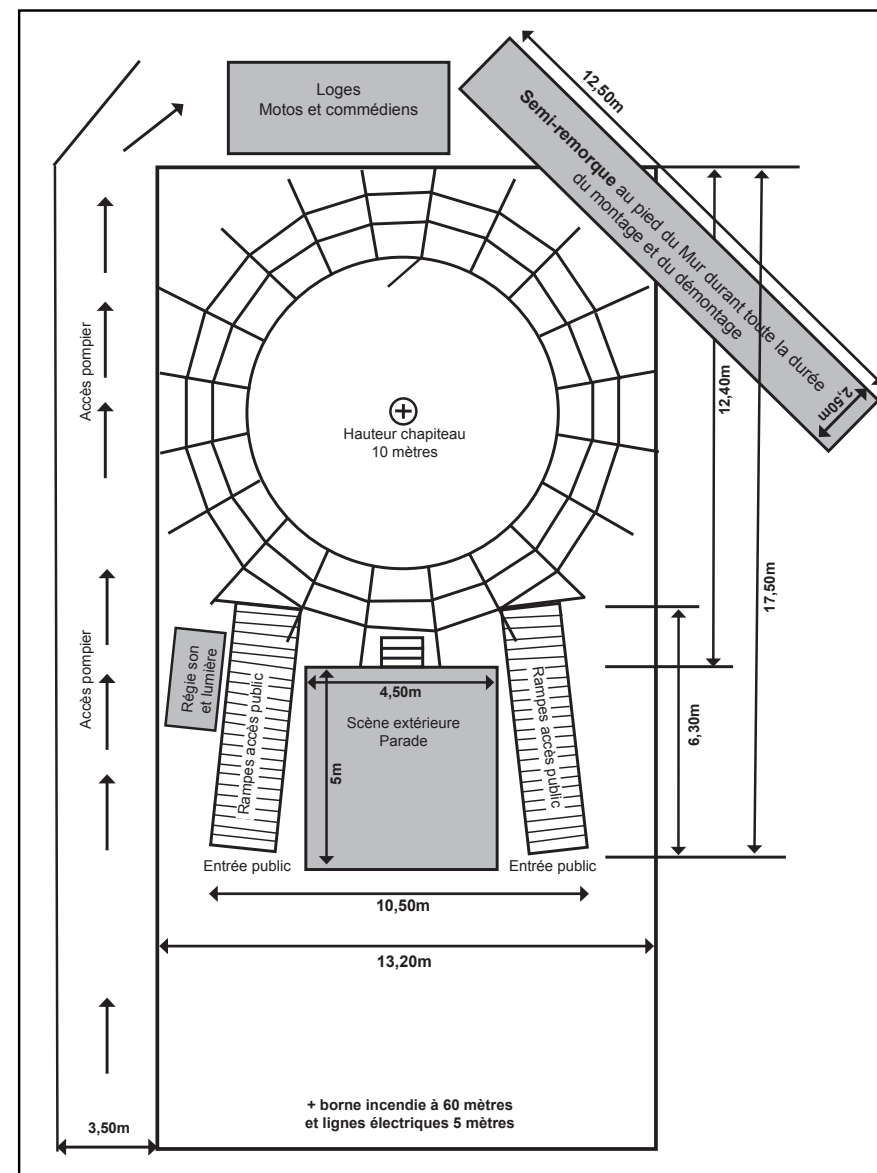 Loges
Motos et commédiens
12,50m
Semi-remorque au pied du Mur durant toute la durée
du montage et du démontage
2,50m
Accès pompier
Hauteur chapiteau
10 mètres
12,40m
17,50m
Accès pompier
Régie son
et lumière
Rampes accès public
4,50m
Scène extérieure
Parade
5m
Rampes accès public
6,30m
Entrée public
Entrée public
10,50m
13,20m
+ borne incendie à 60 mètres
et lignes électriques 5 mètres
3,50m